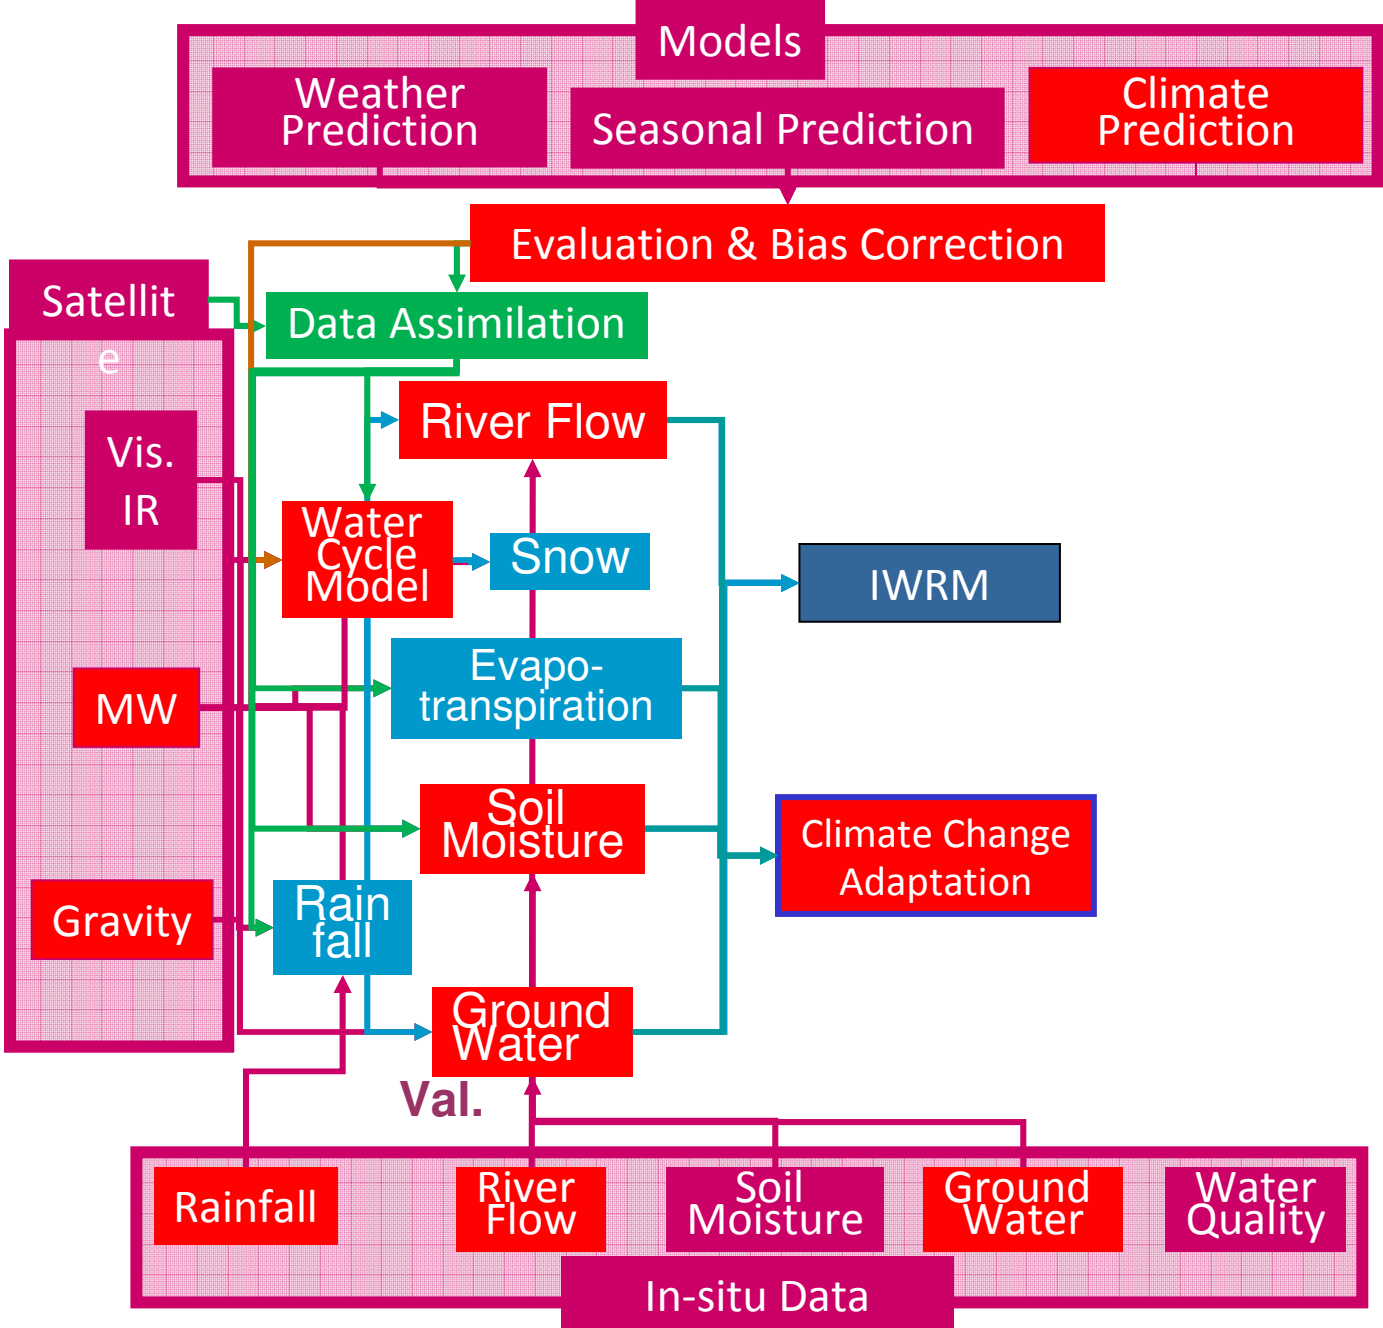 Models
Weather
Prediction
Seasonal Prediction
Climate
Prediction
Evaluation & Bias Correction
Satellit
e
Data Assimilation
River Flow
Vis.
IR
Water
Cycle
Model
Snow
IWRM
Evapo-
transpiration
MW
Soil
Moisture
Climate Change
Adaptation
Rain
fall
Gravity
Ground
Water
Val.
Rainfall
River
Flow
Soil
Moisture
Ground
Water
Water
Quality
In-situ Data